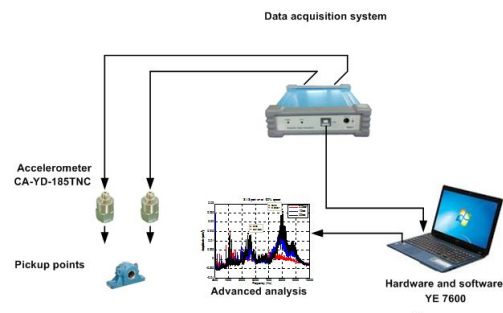 Data acquisition system
Accelerometer
CA-YD-185TNC
Pickup points
Advanced analysis
Hardware and software
YE 7600